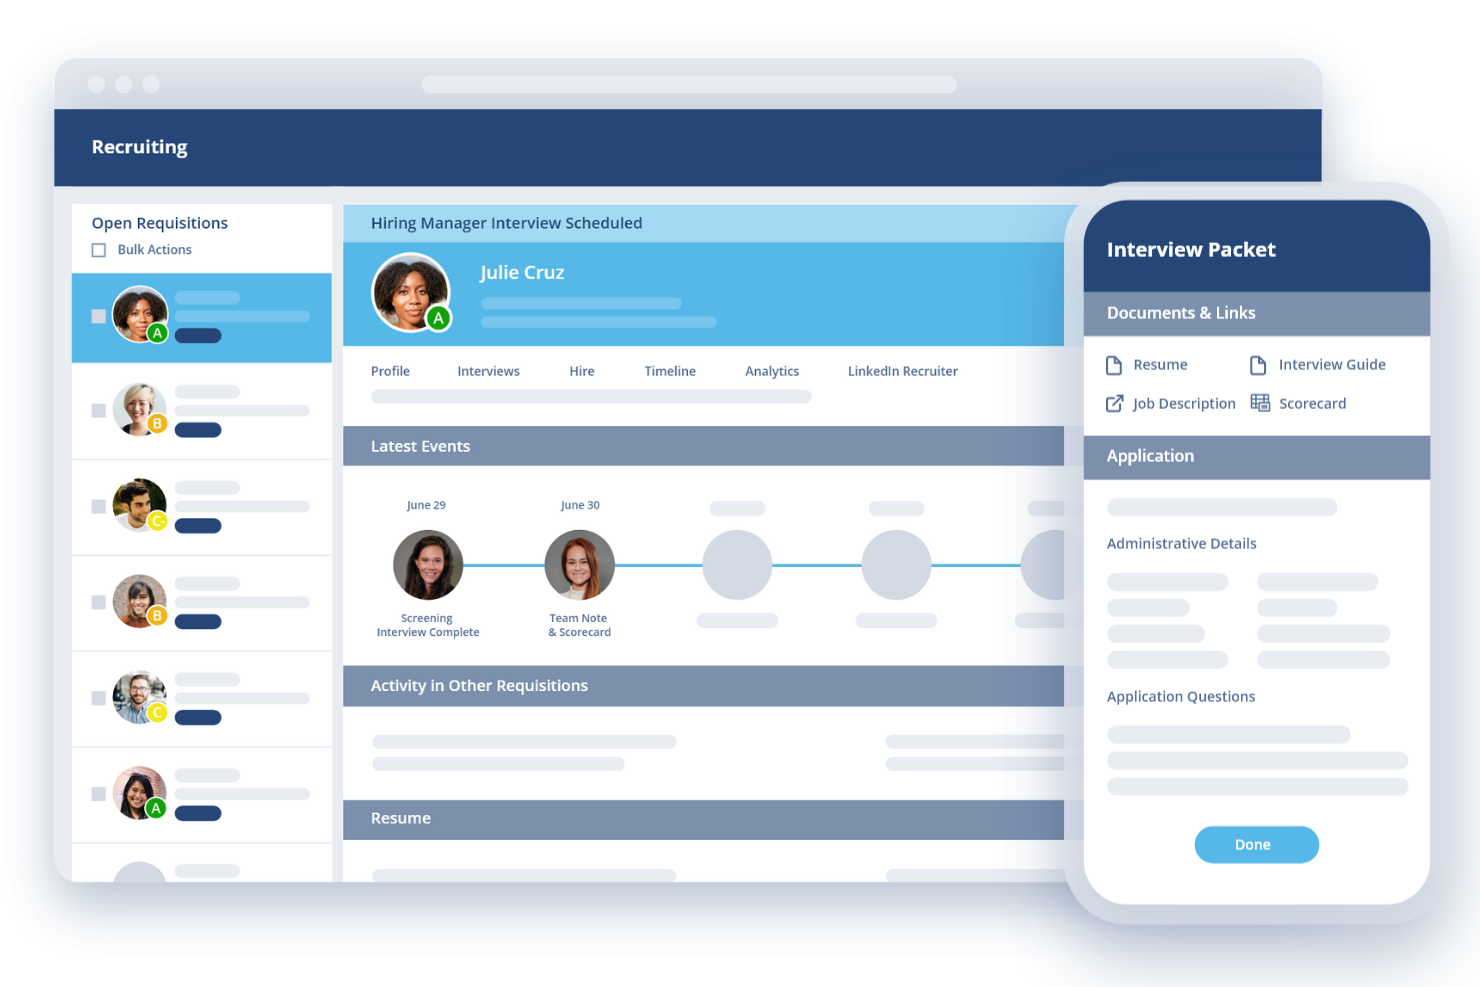 Recruiting
Open Requisitions
Bulk Actions
A
B
C-
B
C
A
Hiring Manager Interview Scheduled
Julie Cruz
A
Profile Interviews Hire Timeline Analytics LinkedIn Recruiter
Latest Events
June 29 June 30
Screening
Interview Complete
Team Note
& Scorecard
Activity in Other Requisitions
Resume
Interview Packet
Documents & Links
Resume Interview Guide
Job Description Scorecard
Application
Administrative Details
Application Questions
Done